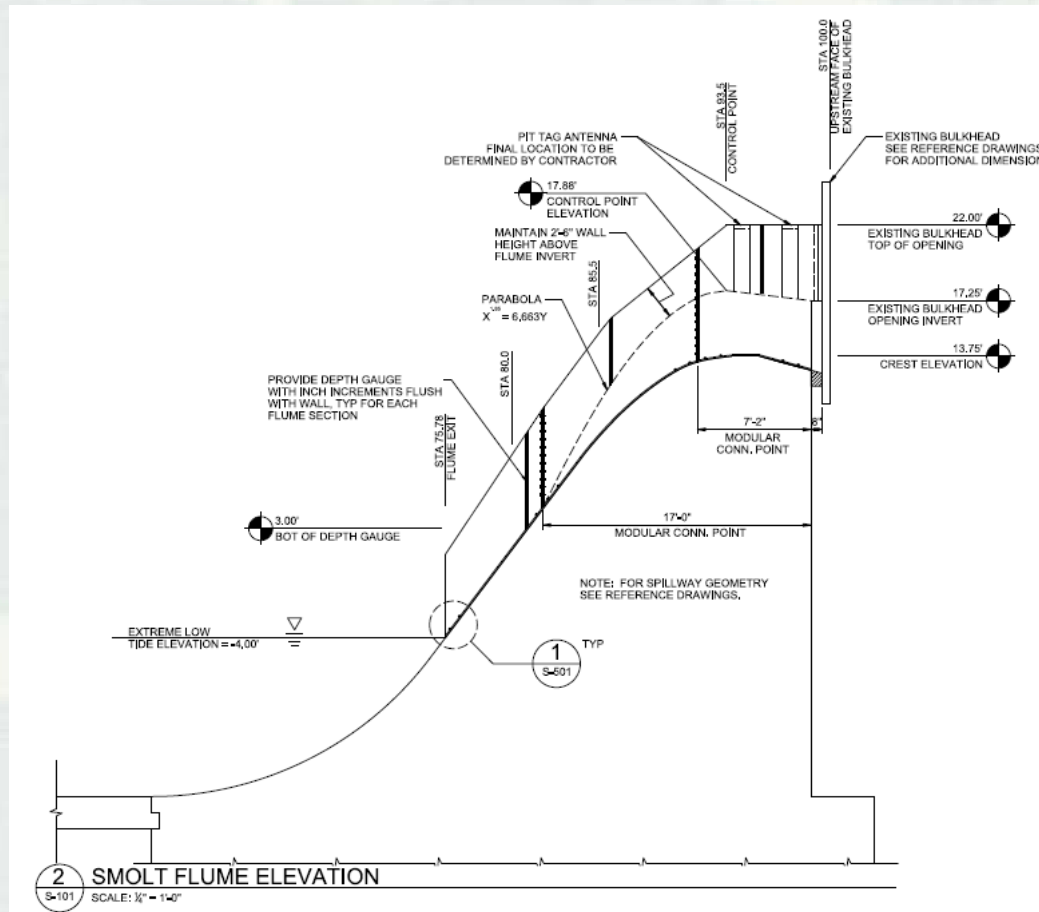 STA 100.0
UPSTREAM FACE OF
EXISTING BULKHEAD
STA 93.5
CONTROL POINT
PIT TAG ANTENNA
FINAL LOCATION TO BE
DETERMINED BY CONTRACTOR
EXISTING BULKHEAD
SEE REFERENCE DRAWINGS
FOR ADDITIONAL DIMENSION
17.88'
CONTROL POINT
ELEVATION
22.00'
EXISTING BULKHEAD
TOP OF OPENING
MAINTAIN 2'-6" WALL
HEIGHT ABOVE
FLUME INVERT
STA 85.5
PARABOLA
= 6,663Y
17.25'
EXISTING BULKHEAD
OPENING INVERT
13.75'
CREST ELEVATION
STA 80.0
PROVIDE DEPTH GAUGE
WITH INCH INCREMENTS FLUSH
WITH WALL, TYP FOR EACH
FLUME SECTION
STA 75.78
FLUME EXIT
7'-2"
MODULAR
CONN. POINT
3.00'
BOT OF DEPTH GAUGE
17'-0"
MODULAR CONN. POINT
NOTE: FOR SPILLWAY GEOMETRY
SEE REFERENCE DRAWINGS.
EXTREME LOW
TIDE ELEVATION = -4.00'
1
S-501
TYP
2
S-101
SMOLT FLUME ELEVATION
SCALE: = 1'-0"